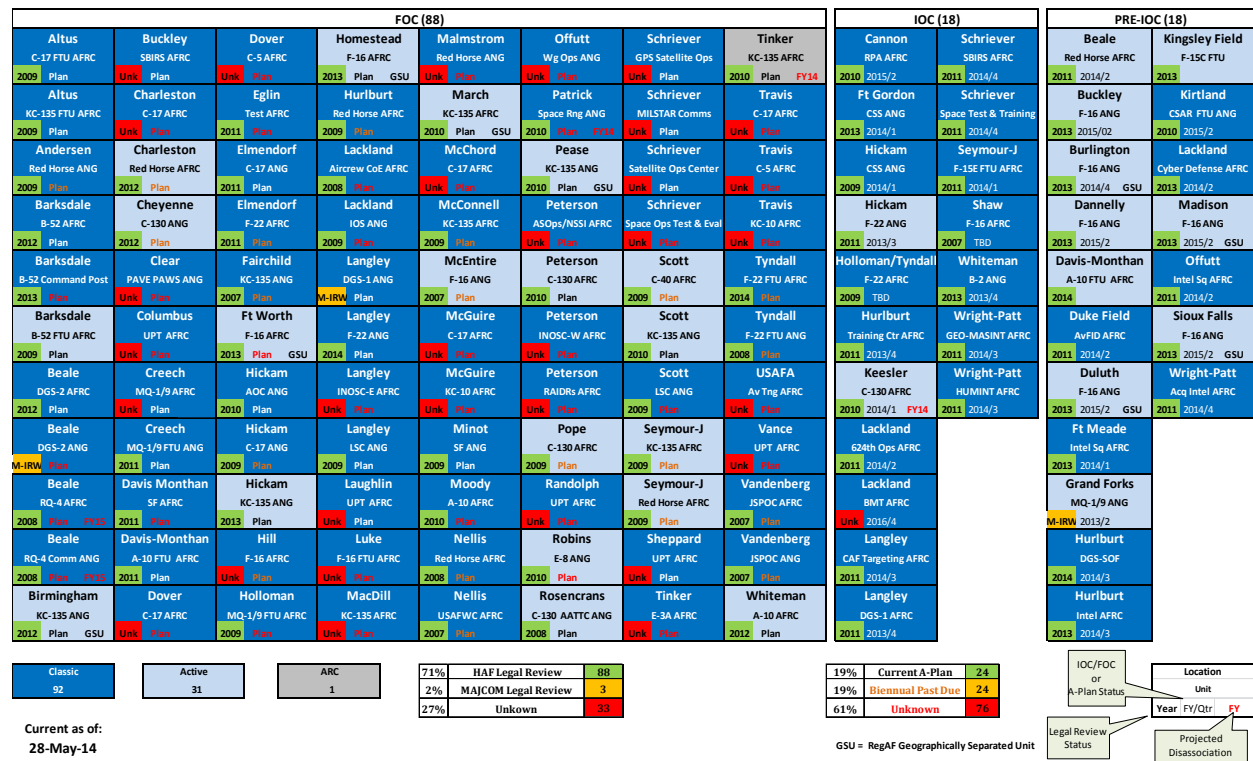 FOC (88) IOC (18) PRE-IOC (18)
Altus Buckley Dover Homestead Malmstrom Offutt Schriever Tinker Cannon Schriever Beale Kingsley Field
C-17 FTU AFRC SBIRS AFRC C-5 AFRC F-16 AFRC Red Horse ANG Wg Ops ANG GPS Satellite Ops KC-135 AFRC RPA AFRC SBIRS AFRC Red Horse AFRC F-15C FTU
2009 Plan Unk Plan Unk Plan 2013 Plan GSU Unk Plan Unk Plan Unk Plan 2010 Plan FY14 2010 2015/2 2011 2014/4 2011 2014/2 2013
Altus Charleston Eglin Hurlburt March Patrick Schriever Travis Ft Gordon Schriever Buckley Kirtland
KC-135 FTU AFRC C-17 AFRC Test AFRC Red Horse AFRC KC-135 AFRC Space Rng ANG MILSTAR Comms C-17 AFRC CSS ANG Space Test & Training F-16 ANG CSAR FTU ANG
2009 Plan Unk Plan 2011 Plan 2009 Plan 2010 Plan GSU 2010 Plan FY14 Unk Plan Unk Plan 2013 2014/1 2011 2014/4 2013 2015/02 2010 2015/2
Andersen Charleston Elmendorf Lackland McChord Pease Schriever Travis Hickam Seymour-J Burlington Lackland
Red Horse ANG Red Horse AFRC C-17 ANG Aircrew CoE AFRC C-17 AFRC KC-135 ANG Satellite Ops Center C-5 AFRC CSS ANG F-15E FTU AFRC F-16 ANG Cyber Defense AFRC
2009 Plan 2012 Plan 2011 Plan 2008 Plan Unk Plan 2010 Plan GSU Unk Plan Unk Plan 2009 2014/1 2011 2014/1 2013 2014/4 GSU 2013 2014/2
Barksdale Cheyenne Elmendorf Lackland McConnell Peterson Schriever Travis Hickam Shaw Dannelly Madison
B-52 AFRC C-130 ANG F-22 AFRC IOS ANG KC-135 AFRC ASOps/NSSI AFRC Space Ops Test & Eval KC-10 AFRC F-22 ANG F-16 AFRC F-16 ANG F-16 ANG
2012 Plan 2012 Plan 2011 Plan 2009 Plan 2009 Plan Unk Plan Unk Plan Unk Plan 2011 2013/3 2007 TBD 2013 2015/2 2013 2015/2 GSU
Barksdale Clear Fairchild Langley McEntire Peterson Scott Tyndall Holloman/Tyndall Whiteman Davis-Monthan Offutt
B-52 Command Post PAVE PAWS ANG KC-135 ANG DGS-1 ANG F-16 ANG C-130 AFRC C-40 AFRC F-22 FTU AFRC F-22 AFRC B-2 ANG A-10 FTU AFRC Intel Sq AFRC
2013 Plan Unk Plan 2007 Plan M-IRW Plan 2007 Plan 2010 Plan 2009 Plan 2014 Plan 2009 TBD 2013 2013/4 2014 2011 2014/2
Barksdale Columbus Ft Worth Langley McGuire Peterson Scott Tyndall Hurlburt Wright-Patt Duke Field Sioux Falls
B-52 FTU AFRC UPT AFRC F-16 AFRC F-22 ANG C-17 AFRC INOSC-W AFRC KC-135 ANG F-22 FTU ANG Training Ctr AFRC GEO-MASINT AFRC AvFID AFRC F-16 ANG
2009 Plan Unk Plan 2013 Plan GSU 2014 Plan Unk Plan Unk Plan 2010 Plan 2008 Plan 2011 2013/4 2011 2014/3 2011 2014/2 2013 2015/2 GSU
Beale Creech Hickam Langley McGuire Peterson Scott USAFA Keesler Wright-Patt Duluth Wright-Patt
DGS-2 AFRC MQ-1/9 AFRC AOC ANG INOSC-E AFRC KC-10 AFRC RAIDRs AFRC LSC ANG Av Tng AFRC C-130 AFRC HUMINT AFRC F-16 ANG Acq Intel AFRC
2012 Plan Unk Plan 2010 Plan Unk Plan Unk Plan Unk Plan 2009 Plan Unk Plan 2010 2014/1 FY14 2011 2014/3 2013 2015/2 GSU 2011 2014/4
Beale Creech Hickam Langley Minot Pope Seymour-J Vance Lackland Ft Meade
DGS-2 ANG MQ-1/9 FTU ANG C-17 ANG LSC ANG SF ANG C-130 AFRC KC-135 AFRC UPT AFRC 624th Ops AFRC Intel Sq AFRC
M-IRW Plan 2011 Plan 2009 Plan 2009 Plan 2009 Plan 2009 Plan 2009 Plan Unk Plan 2011 2014/2 2013 2014/1
Beale Davis Monthan Hickam Laughlin Moody Randolph Seymour-J Vandenberg Lackland Grand Forks
RQ-4 AFRC SF AFRC KC-135 ANG UPT AFRC A-10 AFRC UPT AFRC Red Horse AFRC JSPOC AFRC BMT AFRC MQ-1/9 ANG
2008 Plan 2011 Plan 2013 Plan Unk Plan 2010 Plan Unk Plan 2009 Plan 2007 Plan Unk 2016/4 M-IRW 2013/2
Beale Davis-Monthan Hill Luke Nellis Robins Sheppard Vandenberg Langley Hurlburt
RQ-4 Comm ANG A-10 FTU AFRC F-16 AFRC F-16 FTU AFRC Red Horse AFRC E-8 ANG UPT AFRC JSPOC ANG CAF Targeting AFRC DGS-SOF
2008 Plan 2011 Plan Unk Plan Unk Plan 2008 Plan 2010 Plan Unk Plan 2007 Plan 2011 2014/3 2014 2014/3
Birmingham Dover Holloman MacDill Nellis Rosencrans Tinker Whiteman Langley Hurlburt
KC-135 ANG C-17 AFRC MQ-1/9 FTU AFRC KC-135 AFRC USAFWC AFRC C-130 AATTC ANG E-3A AFRC A-10 AFRC DGS-1 AFRC Intel AFRC
2012 Plan GSU Unk Plan 2009 Plan Unk Plan 2007 Plan 2008 Plan Unk Plan 2012 Plan 2011 2013/4 2013 2014/3
Classic
92
Active
31
ARC
1
71% HAF Legal Review 88
2% MAJCOM Legal Review 3
27% Unkown 33
19% Current A-Plan 24
19% Biennual Past Due 24
61% Unknown 76
IOC/FOC
or
A-Plan Status
Location
Unit
Year FY/Qtr FY
Legal Review
Status
Projected
Disassociation
Current as of:
28-May-14
GSU = RegAF Geographically Separated Unit